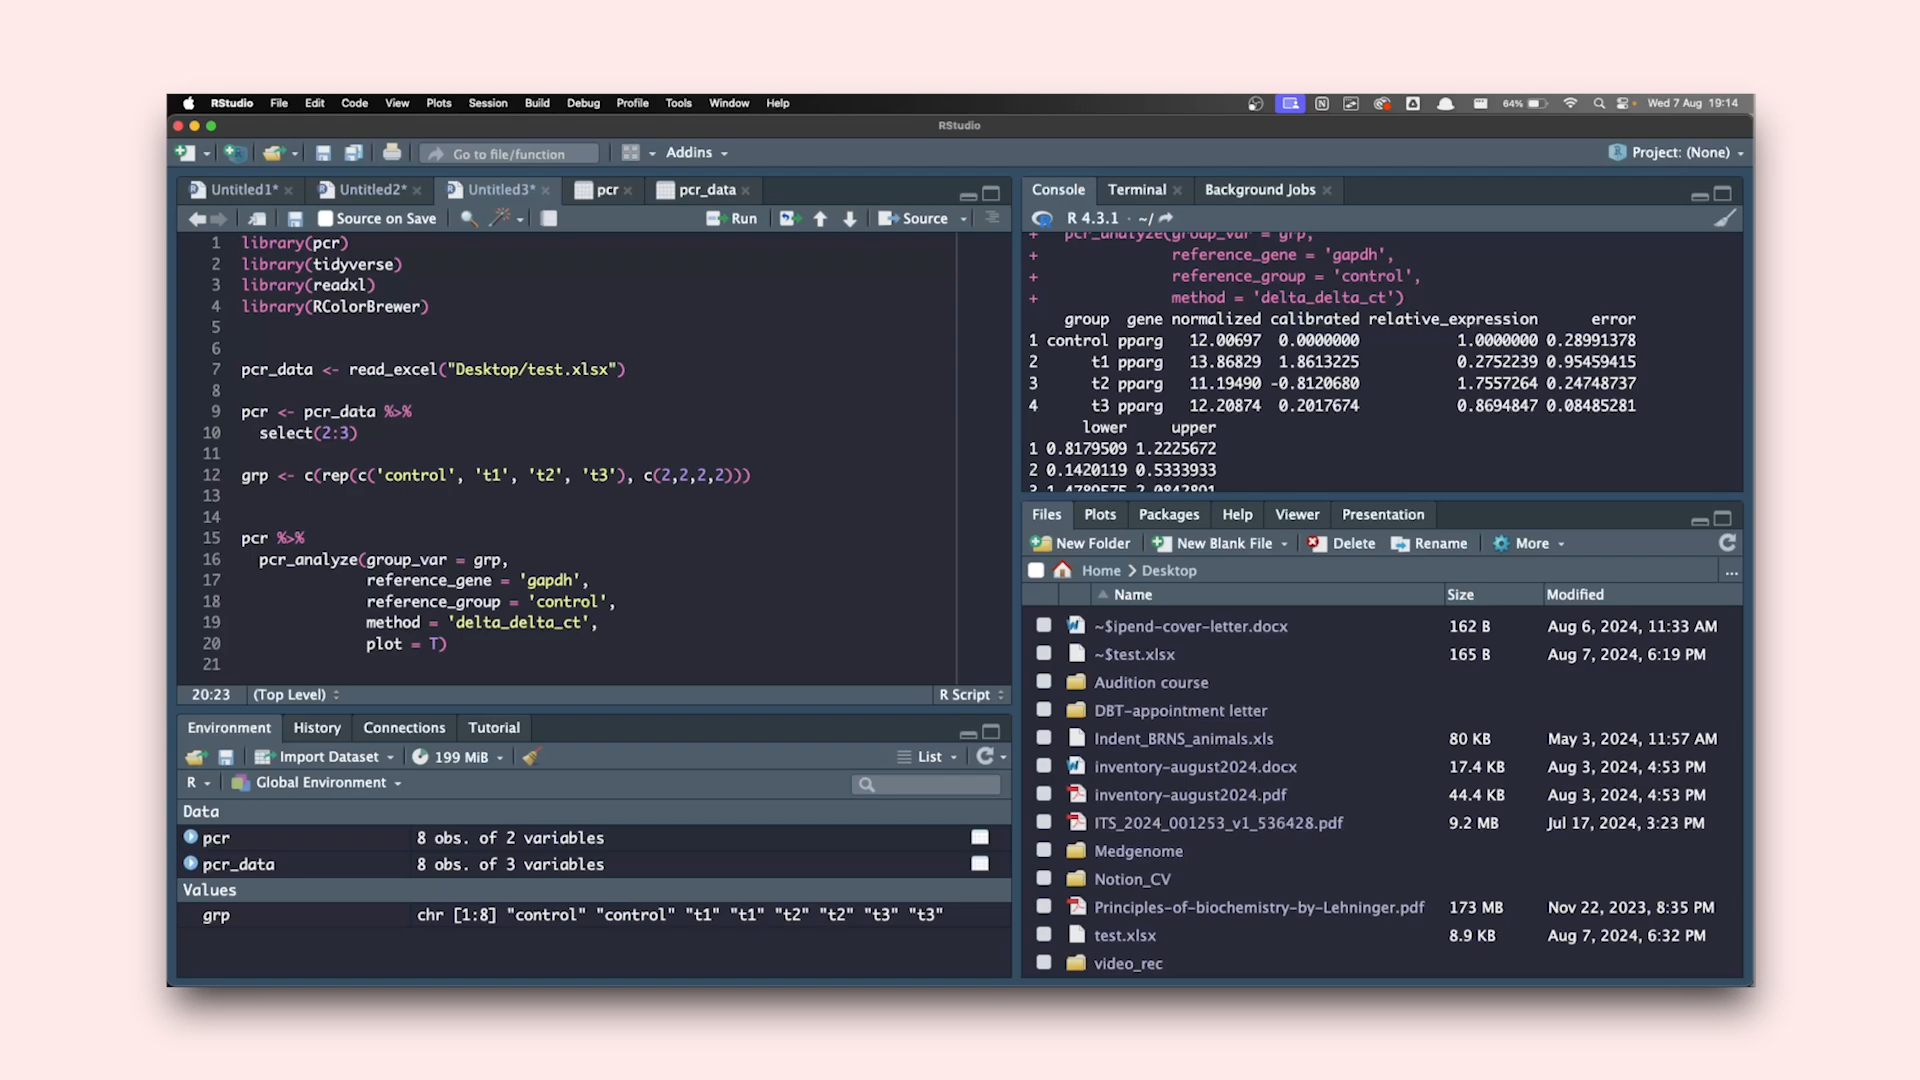 RStudio File Edit Code View Plots Session Build Debug Profile Tools Window Help 64% Wed 7 Aug 19:14
RStudio
Go to file/function Addins Project: (None)
Untitled1* Untitled2* Untitled3* pcr pcr_data
Source on Save Run Source
1 library(pcr)
2 library(tidyverse)
3 library(readxl)
4 library(RColorBrewer)
5
6
7 pcr_data <- read_excel("Desktop/test.xlsx")
8
9 pcr <- pcr_data %>%
10 select(2:3)
11
12 grp <- c(rep(c('control', 't1', 't2', 't3'), c(2,2,2,2)))
13
14
15 pcr %>%
16 pcr_analyze(group_var = grp,
17 reference_gene = 'gapdh',
18 reference_group = 'control',
19 method = 'delta_delta_ct',
20 plot = T)
21
20:23 (Top Level) R Script
Environment History Connections Tutorial
Import Dataset 199 MiB List
R Global Environment
Data
pcr 8 obs. of 2 variables
pcr_data 8 obs. of 3 variables
Values
grp chr [1:8] "control" "control" "t1" "t1" "t2" "t2" "t3" "t3"
Console Terminal Background Jobs
R 4.3.1 · ~/
+ pcr_analyze(group_var = grp,
+ reference_gene = 'gapdh',
+ reference_group = 'control',
+ method = 'delta_delta_ct')
group gene normalized calibrated relative_expression error
1 control pparg 12.00697 0.0000000 1.0000000 0.28991378
2 t1 pparg 13.86829 1.8613225 0.2752239 0.95459415
3 t2 pparg 11.19490 -0.8120680 1.7557264 0.24748737
4 t3 pparg 12.20874 0.2017674 0.8694847 0.08485281
lower upper
1 0.8179509 1.2225672
2 0.1420119 0.5333933
3 1.4789575 2.0842891
Files Plots Packages Help Viewer Presentation
New Folder New Blank File Delete Rename More
Home Desktop ...
Name Size Modified
~$ipend-cover-letter.docx 162 B Aug 6, 2024, 11:33 AM
~$test.xlsx 165 B Aug 7, 2024, 6:19 PM
Audition course
DBT-appointment letter
Indent_BRNS_animals.xls 80 KB May 3, 2024, 11:57 AM
inventory-august2024.docx 17.4 KB Aug 3, 2024, 4:53 PM
inventory-august2024.pdf 44.4 KB Aug 3, 2024, 4:53 PM
ITS_2024_001253_v1_536428.pdf 9.2 MB Jul 17, 2024, 3:23 PM
Medgenome
Notion_CV
Principles-of-biochemistry-by-Lehninger.pdf 173 MB Nov 22, 2023, 8:35 PM
test.xlsx 8.9 KB Aug 7, 2024, 6:32 PM
video_rec